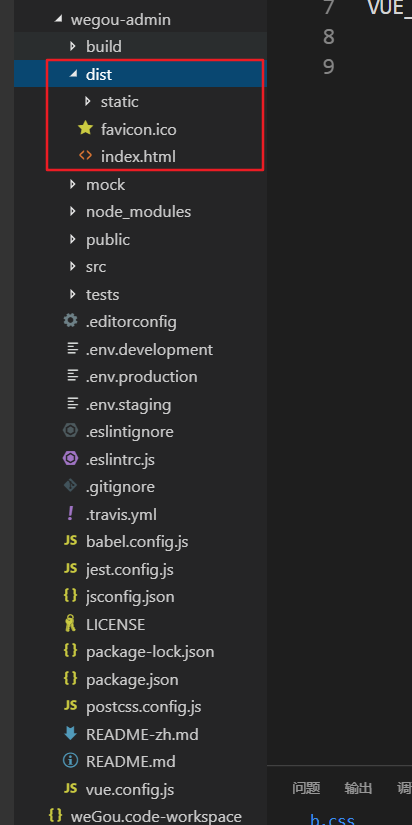 wegou-admin
build
dist
static
favicon.ico
index.html
mock
node_modules
public
src
tests
.editorconfig
.env.development
.env.production
.env.staging
.eslintignore
.eslintrc.js
.gitignore
.travis.yml
JS babel.config.js
JS jest.config.js
{} jsconfig.json
LICENSE
{} package-lock.json
{} package.json
JS postcss.config.js
README-zh.md
README.md
JS vue.config.js
{} weGou.code-workspace
7 VUE_
8
9
问题 输出 调
b.css